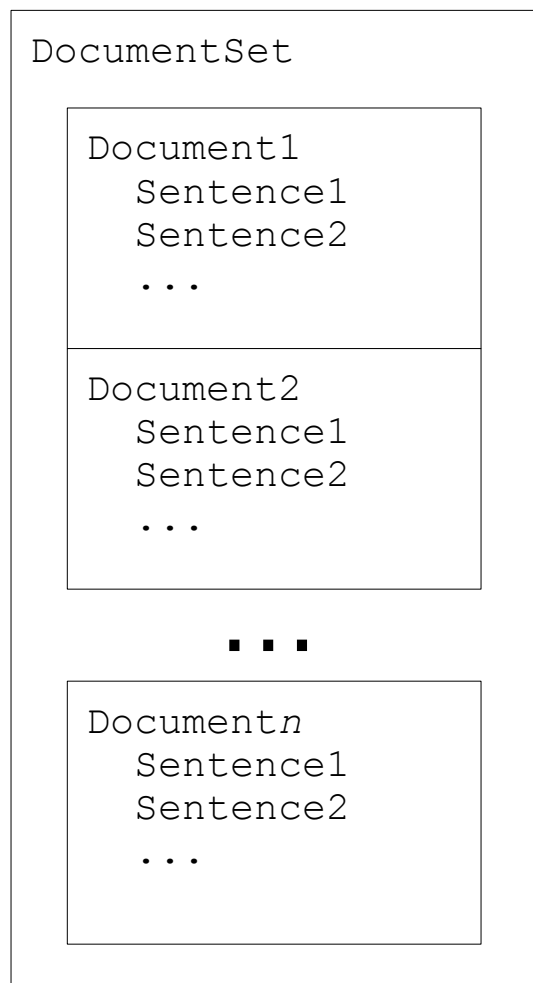 DocumentSet
Document1
Sentence1
Sentence2
...
Document2
Sentence1
Sentence2
...
...
Documentn
Sentence1
Sentence2
...